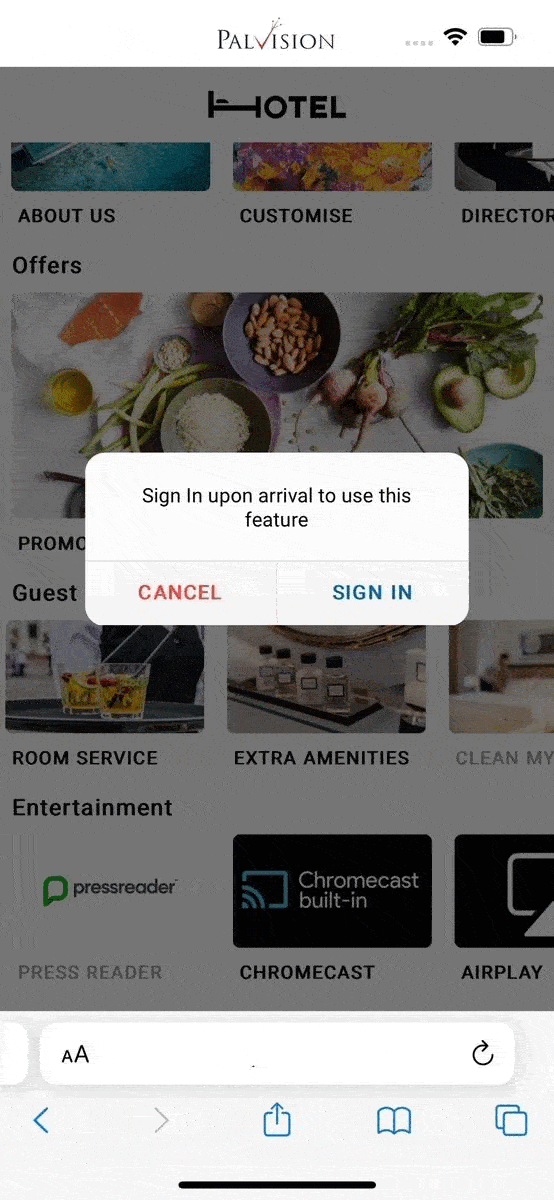 PALVISION
HOTEL
ABOUT US
CUSTOMISE
DIRECTOR
Offers
Sign In upon arrival to use this
feature
PROMO
CANCEL
SIGN IN
Guest
ROOM SERVICE
EXTRA AMENITIES
CLEAN MY
Entertainment
pressreader
Chromecast
built-in
PRESS READER
CHROMECAST
AIRPLAY
AA